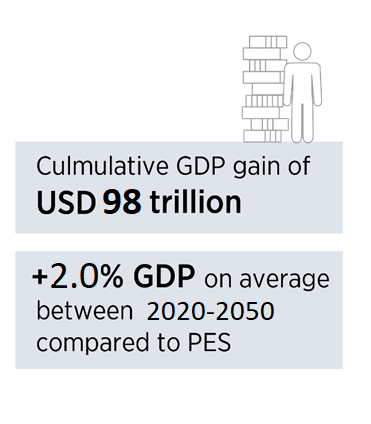 Culmulative GDP gain of
USD 98 trillion
+2.0% GDP on average
between 2020-2050
compared to PES